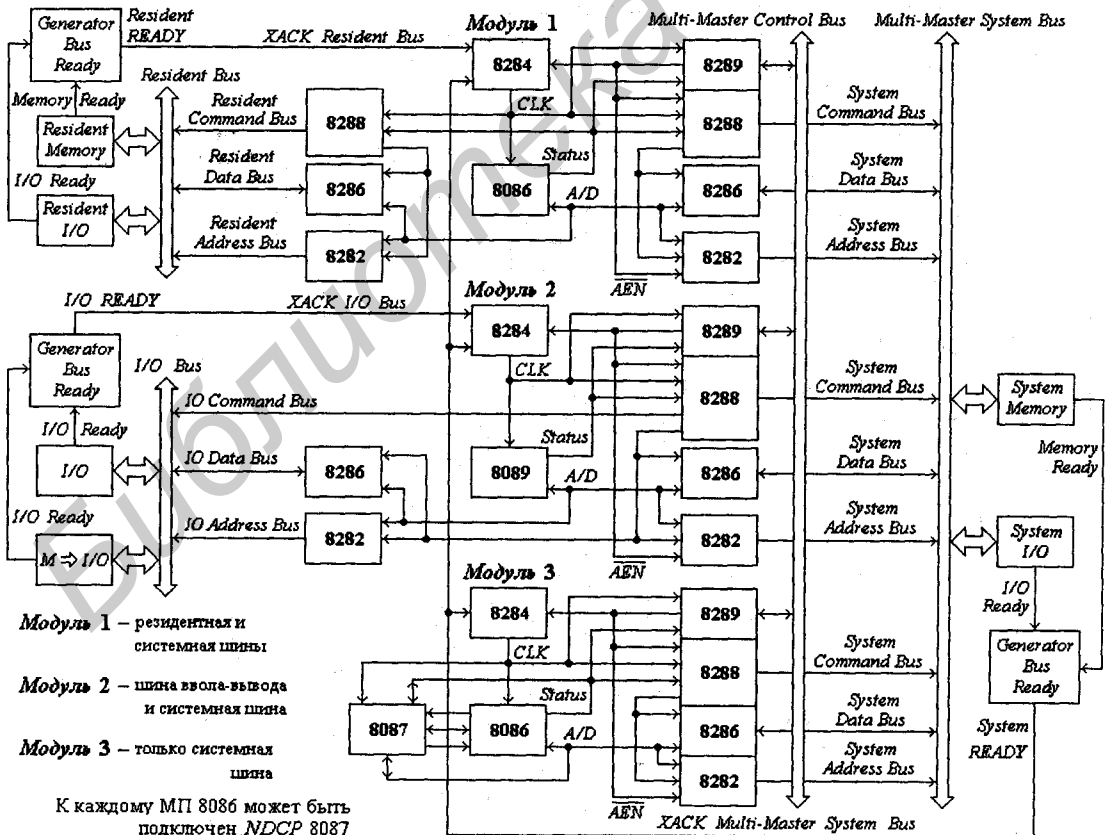 Generator
Bus
Ready
Resident
READY
XACK Resident Bus
Модуль 1
Multi-Master Control Bus
Multi-Master System Bus
Memory Ready
Resident Bus
Resident
Memory
I/O Ready
Resident
I/O
Resident
Command Bus
Resident
Data Bus
Resident
Address Bus
8288
8286
8282
8284
CLK
Status
8086
A/D
AEN
8289
8288
8286
8282
System
Command Bus
System
Data Bus
System
Address Bus
I/O READY
XACK I/O Bus
Модуль 2
Generator
Bus
Ready
I/O Bus
I/O Ready
I/O
I/O Ready
M ⇒ I/O
IO Command Bus
IO Data Bus
IO Address Bus
8286
8282
8284
CLK
Status
8089
A/D
AEN
8289
8288
8286
8282
System
Command Bus
System
Data Bus
System
Address Bus
System
Memory
Memory
Ready
System
I/O
I/O
Ready
Generator
Bus
Ready
System
READY
Модуль 3
8284
CLK
Status
8087
8086
A/D
AEN
8289
8288
8286
8282
System
Command Bus
System
Data Bus
System
Address Bus
XACK Multi-Master System Bus
Модуль 1 – резидентная и
системная шины
Модуль 2 – шина ввола-вывода
и системная шина
Модуль 3 – только системная
шина
К каждому МП 8086 может быть
подключен NDCP 8087
Библиотека